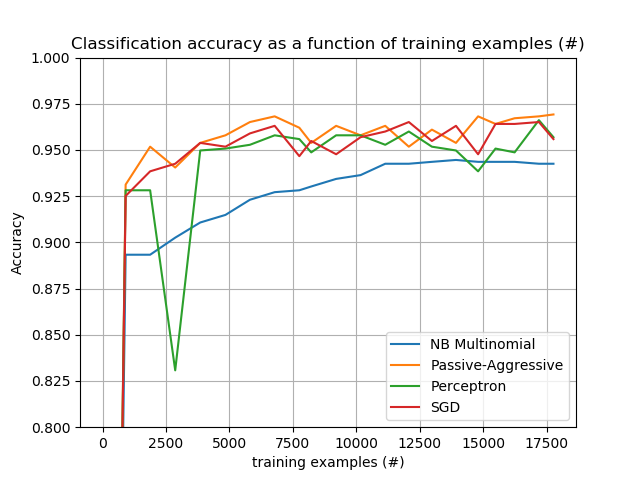 Classification accuracy as a function of training examples (#)
1.000
0.975
0.950
0.925
0.900
0.875
0.850
0.825
0.800
Accuracy
NB Multinomial
Passive-Aggressive
Perceptron
SGD
0 2500 5000 7500 10000 12500 15000 17500
training examples (#)